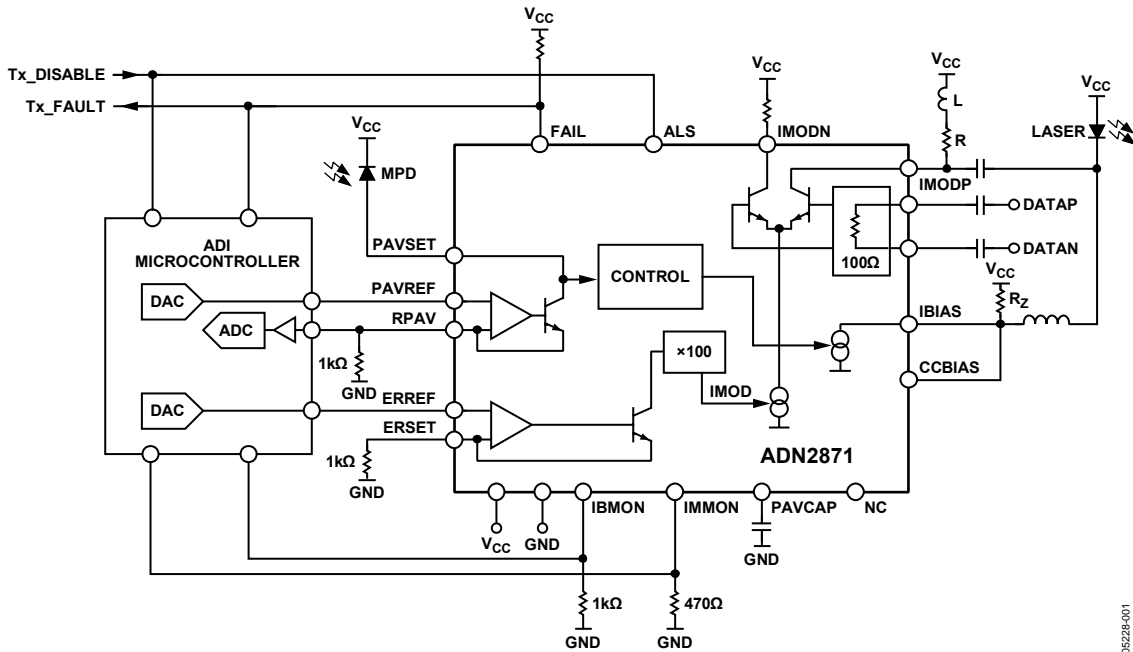 VCC
Tx_DISABLE
Tx_FAULT
VCC
VCC
L
R
VCC
LASER
VCC
MPD
FAIL
ALS
IMODN
IMODP
DATAP
DATAN
100Ω
ADI
MICROCONTROLLER
PAVSET
CONTROL
VCC
RZ
DAC
PAVREF
ADC
RPAV
IBIAS
1kΩ
GND
×100
CCBIAS
DAC
ERREF
IMOD
ERSET
1kΩ
GND
ADN2871
VCC
GND
IBMON
IMMON
PAVCAP
NC
GND
1kΩ
470Ω
GND
GND
05228-001